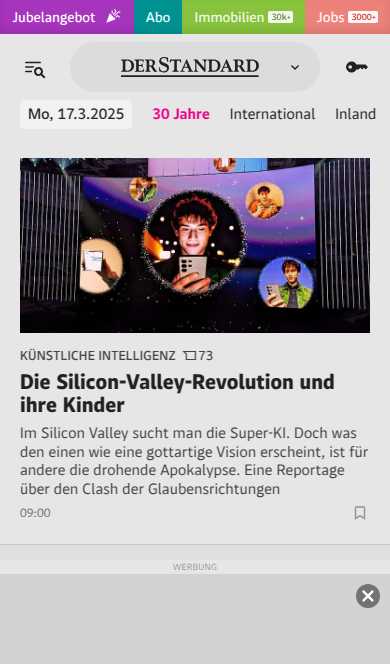 Jubelangebot
Abo
Immobilien 30k+
Jobs 3000+
DERSTANDARD
Mo, 17.3.2025
30 Jahre
International
Inland
KÜNSTLICHE INTELLIGENZ 73
Die Silicon-Valley-Revolution und
ihre Kinder
Im Silicon Valley sucht man die Super-KI. Doch was
den einen wie eine gottartige Vision erscheint, ist für
andere die drohende Apokalypse. Eine Reportage
über den Clash der Glaubensrichtungen
09:00
WERBUNG